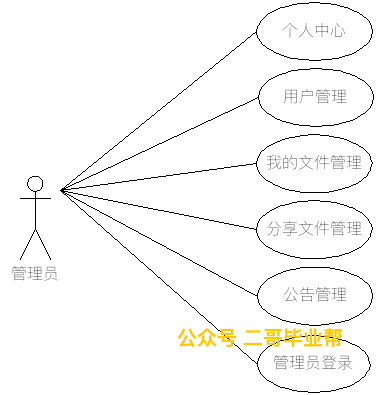 个人中心
用户管理
我的文件管理
分享文件管理
管理员
公告管理
公众号 二哥毕业帮
管理员登录